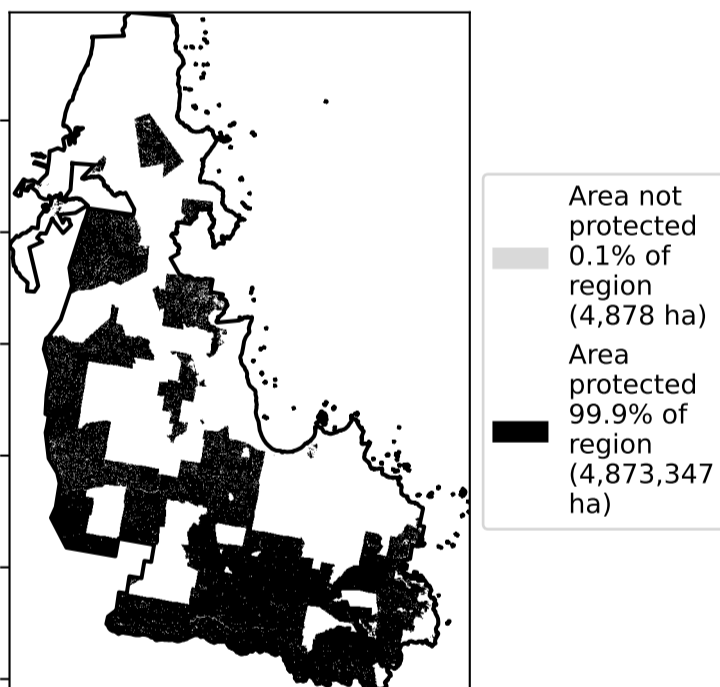 Area not
protected
0.1% of
region
(4,878 ha)
Area
protected
99.9% of
region
(4,873,347
ha)